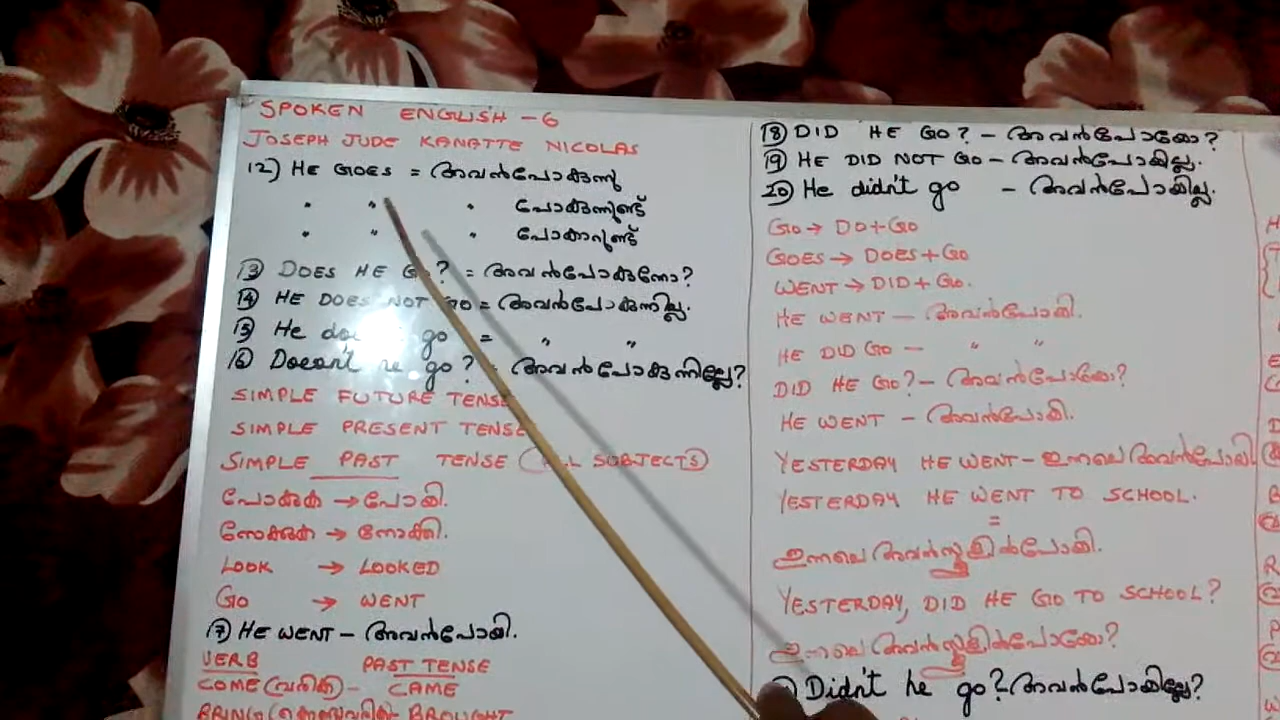 SPOKEN ENGLISH - 6
JOSEPH JUDE KANATTE NICOLAS
12) HE GOES = അവൻപോകുന്നു
" " " പോകുന്നുണ്ട്
" " " പോകാറുണ്ട്
13) DOES HE GO? = അവൻപോകുന്നോ?
14) HE DOES NOT GO = അവൻപോകുന്നില്ല.
15) He go = " "
16) Doesn't he go? = അവൻപോകുന്നില്ലേ?
SIMPLE FUTURE TENSE
SIMPLE PRESENT TENSE
SIMPLE PAST TENSE (ALL SUBJECTS)
പോകുക → പോയി.
നോക്കുക → നോക്കി.
LOOK → LOOKED
GO → WENT
17) HE WENT - അവൻപോയി.
VERB PAST TENSE
COME (വരിക) - CAME
BRING BROUGHT
18) DID HE GO? - അവൻപോയോ?
19) HE DID NOT GO - അവൻപോയില്ല.
20) He didn't go - അവൻപോയില്ല.
GO → DO+GO
GOES → DOES+GO
WENT → DID+GO.
HE WENT - അവൻപോയി.
HE DID GO - " "
DID HE GO? - അവൻപോയോ?
HE WENT - അവൻപോയി.
YESTERDAY HE WENT - ഇന്നലെ അവൻപോയി
YESTERDAY HE WENT TO SCHOOL.
=
ഇന്നലെ അവൻസ്കൂളിൽപോയി.
YESTERDAY, DID HE GO TO SCHOOL?
ഇന്നലെ അവൻസ്കൂളിൽപോയോ?
Didn't he go? - അവൻപോയില്ലേ?